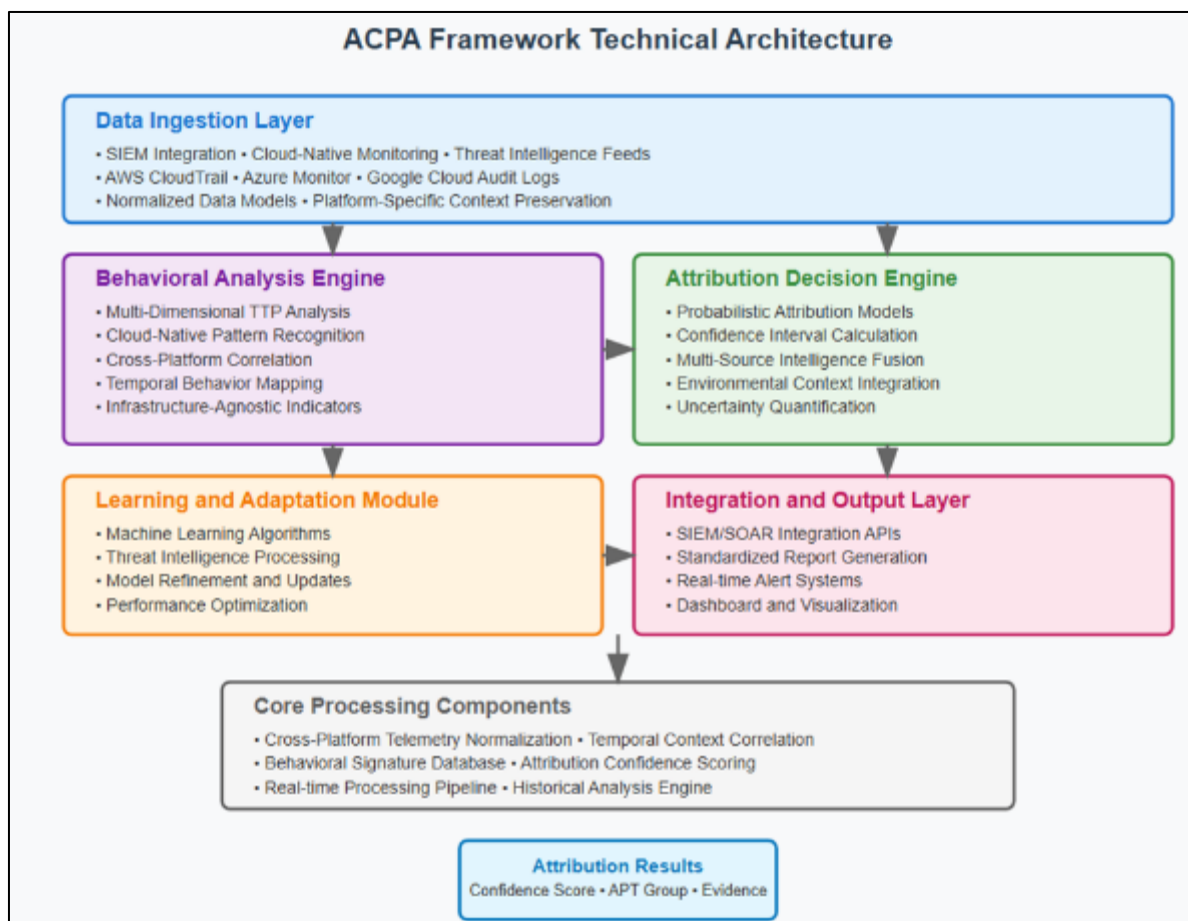 ACPA Framework Technical Architecture
Data Ingestion Layer
• SIEM Integration • Cloud-Native Monitoring • Threat Intelligence Feeds
• AWS CloudTrail • Azure Monitor • Google Cloud Audit Logs
• Normalized Data Models • Platform-Specific Context Preservation
Behavioral Analysis Engine
• Multi-Dimensional TTP Analysis
• Cloud-Native Pattern Recognition
• Cross-Platform Correlation
• Temporal Behavior Mapping
• Infrastructure-Agnostic Indicators
Attribution Decision Engine
• Probabilistic Attribution Models
• Confidence Interval Calculation
• Multi-Source Intelligence Fusion
• Environmental Context Integration
• Uncertainty Quantification
Learning and Adaptation Module
• Machine Learning Algorithms
• Threat Intelligence Processing
• Model Refinement and Updates
• Performance Optimization
Integration and Output Layer
• SIEM/SOAR Integration APIs
• Standardized Report Generation
• Real-time Alert Systems
• Dashboard and Visualization
Core Processing Components
• Cross-Platform Telemetry Normalization • Temporal Context Correlation
• Behavioral Signature Database • Attribution Confidence Scoring
• Real-time Processing Pipeline • Historical Analysis Engine
Attribution Results
Confidence Score • APT Group • Evidence